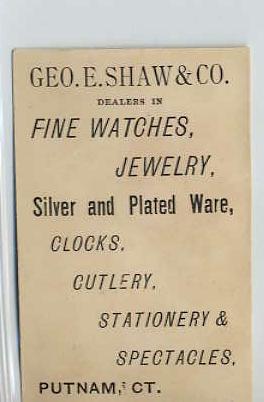 GEO. E. SHAW & CO.
DEALERS IN
FINE WATCHES,
JEWELRY,
Silver and Plated Ware,
CLOCKS.
CUTLERY.
STATIONERY &
SPECTACLES,
PUTNAM, CT.